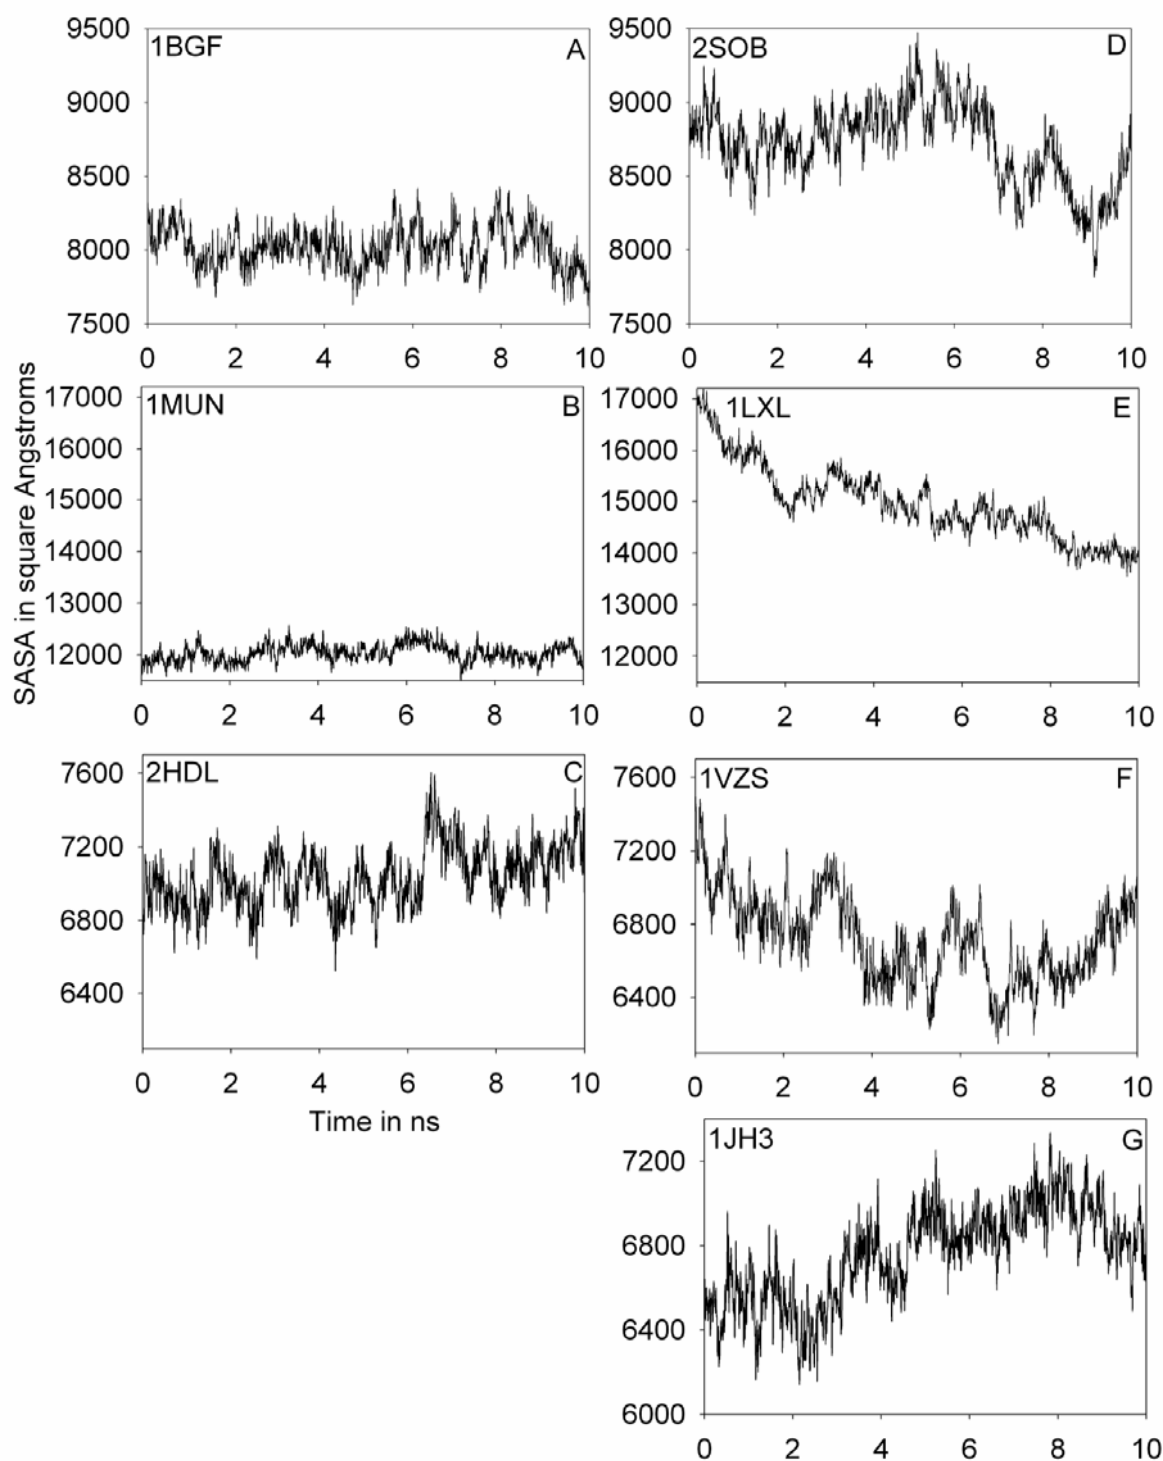 9500
9000
8500
8000
7500
1BGF
A
0 2 4 6 8 10
9500
9000
8500
8000
7500
2SOB
D
0 2 4 6 8 10
SASA in square Angstroms
17000
16000
15000
14000
13000
12000
1MUN
B
0 2 4 6 8 10
17000
16000
15000
14000
13000
12000
1LXL
E
0 2 4 6 8 10
7600
7200
6800
6400
2HDL
C
0 2 4 6 8 10
Time in ns
7600
7200
6800
6400
1VZS
F
0 2 4 6 8 10
7200
6800
6400
6000
1JH3
G
0 2 4 6 8 10